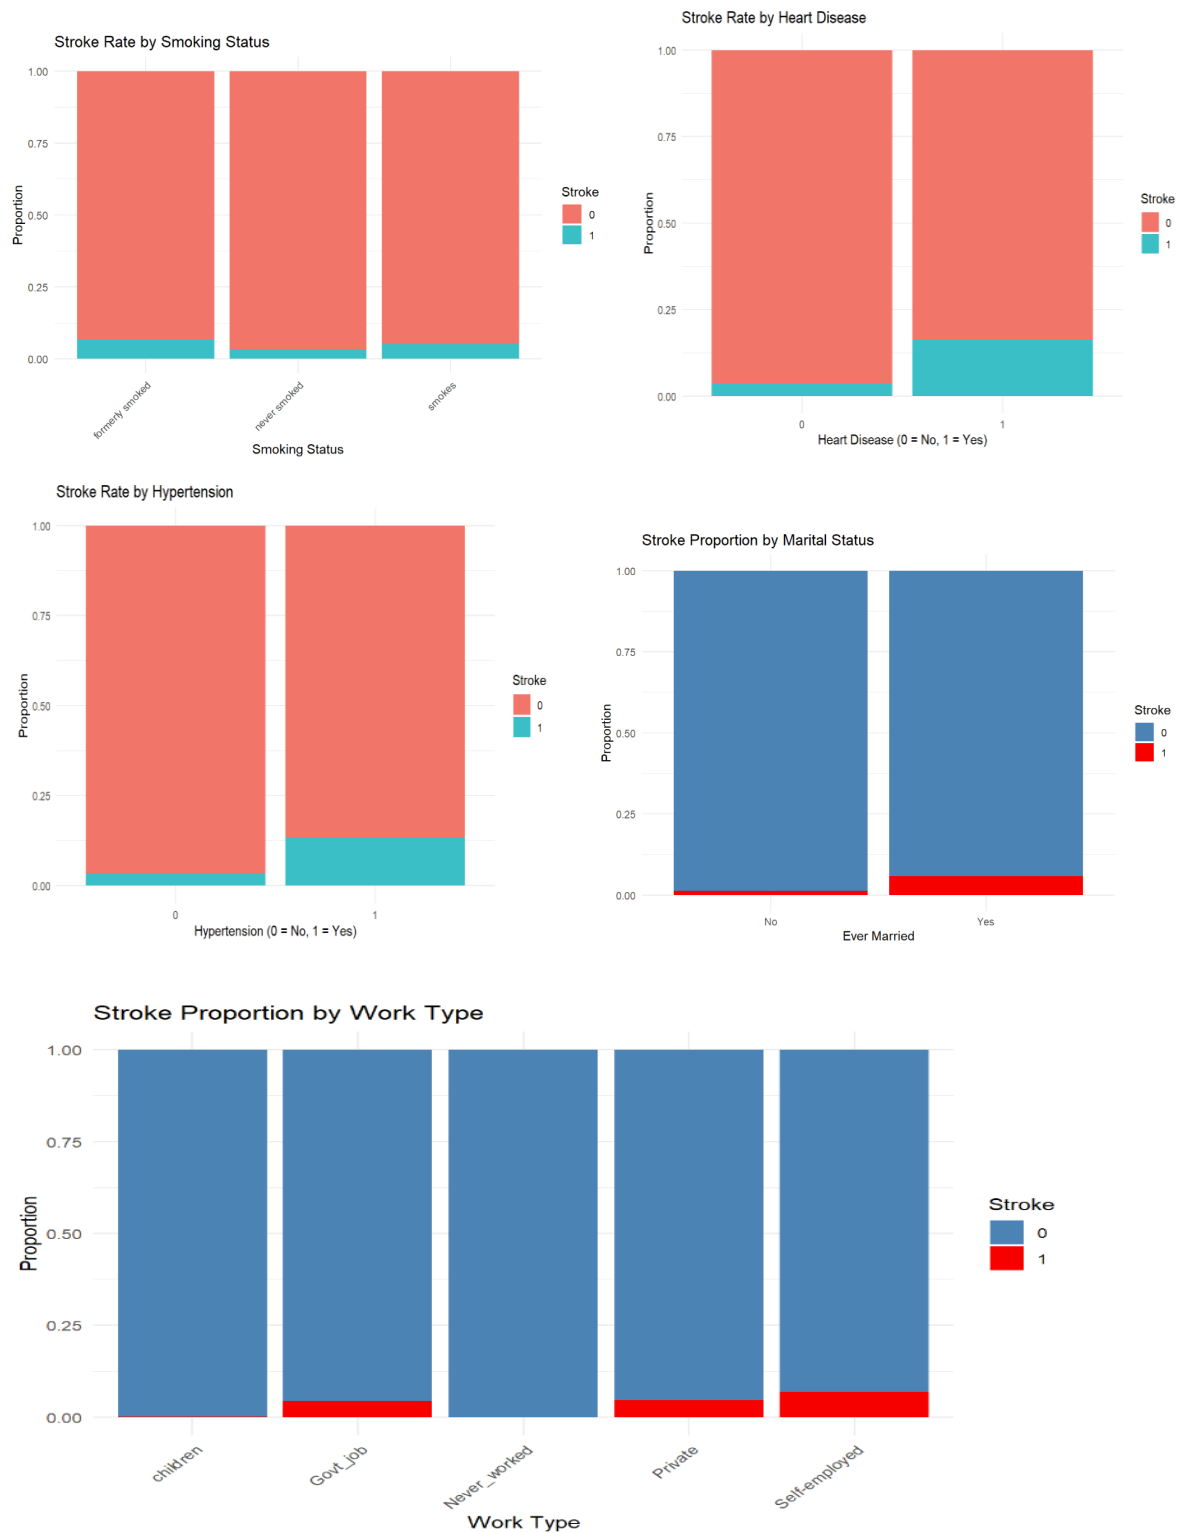 Stroke Rate by Smoking Status
1.00
0.75
0.50
0.25
0.00
Proportion
formerly smoked
never smoked
smokes
Smoking Status
Stroke
0
1
Stroke Rate by Heart Disease
1.00
0.75
0.50
0.25
0.00
Proportion
0
1
Heart Disease (0 = No, 1 = Yes)
Stroke
0
1
Stroke Rate by Hypertension
1.00
0.75
0.50
0.25
0.00
Proportion
0
1
Hypertension (0 = No, 1 = Yes)
Stroke
0
1
Stroke Proportion by Marital Status
1.00
0.75
0.50
0.25
0.00
Proportion
No
Yes
Ever Married
Stroke
0
1
Stroke Proportion by Work Type
1.00
0.75
0.50
0.25
0.00
Proportion
children
Govt_job
Never_worked
Private
Self-employed
Work Type
Stroke
0
1